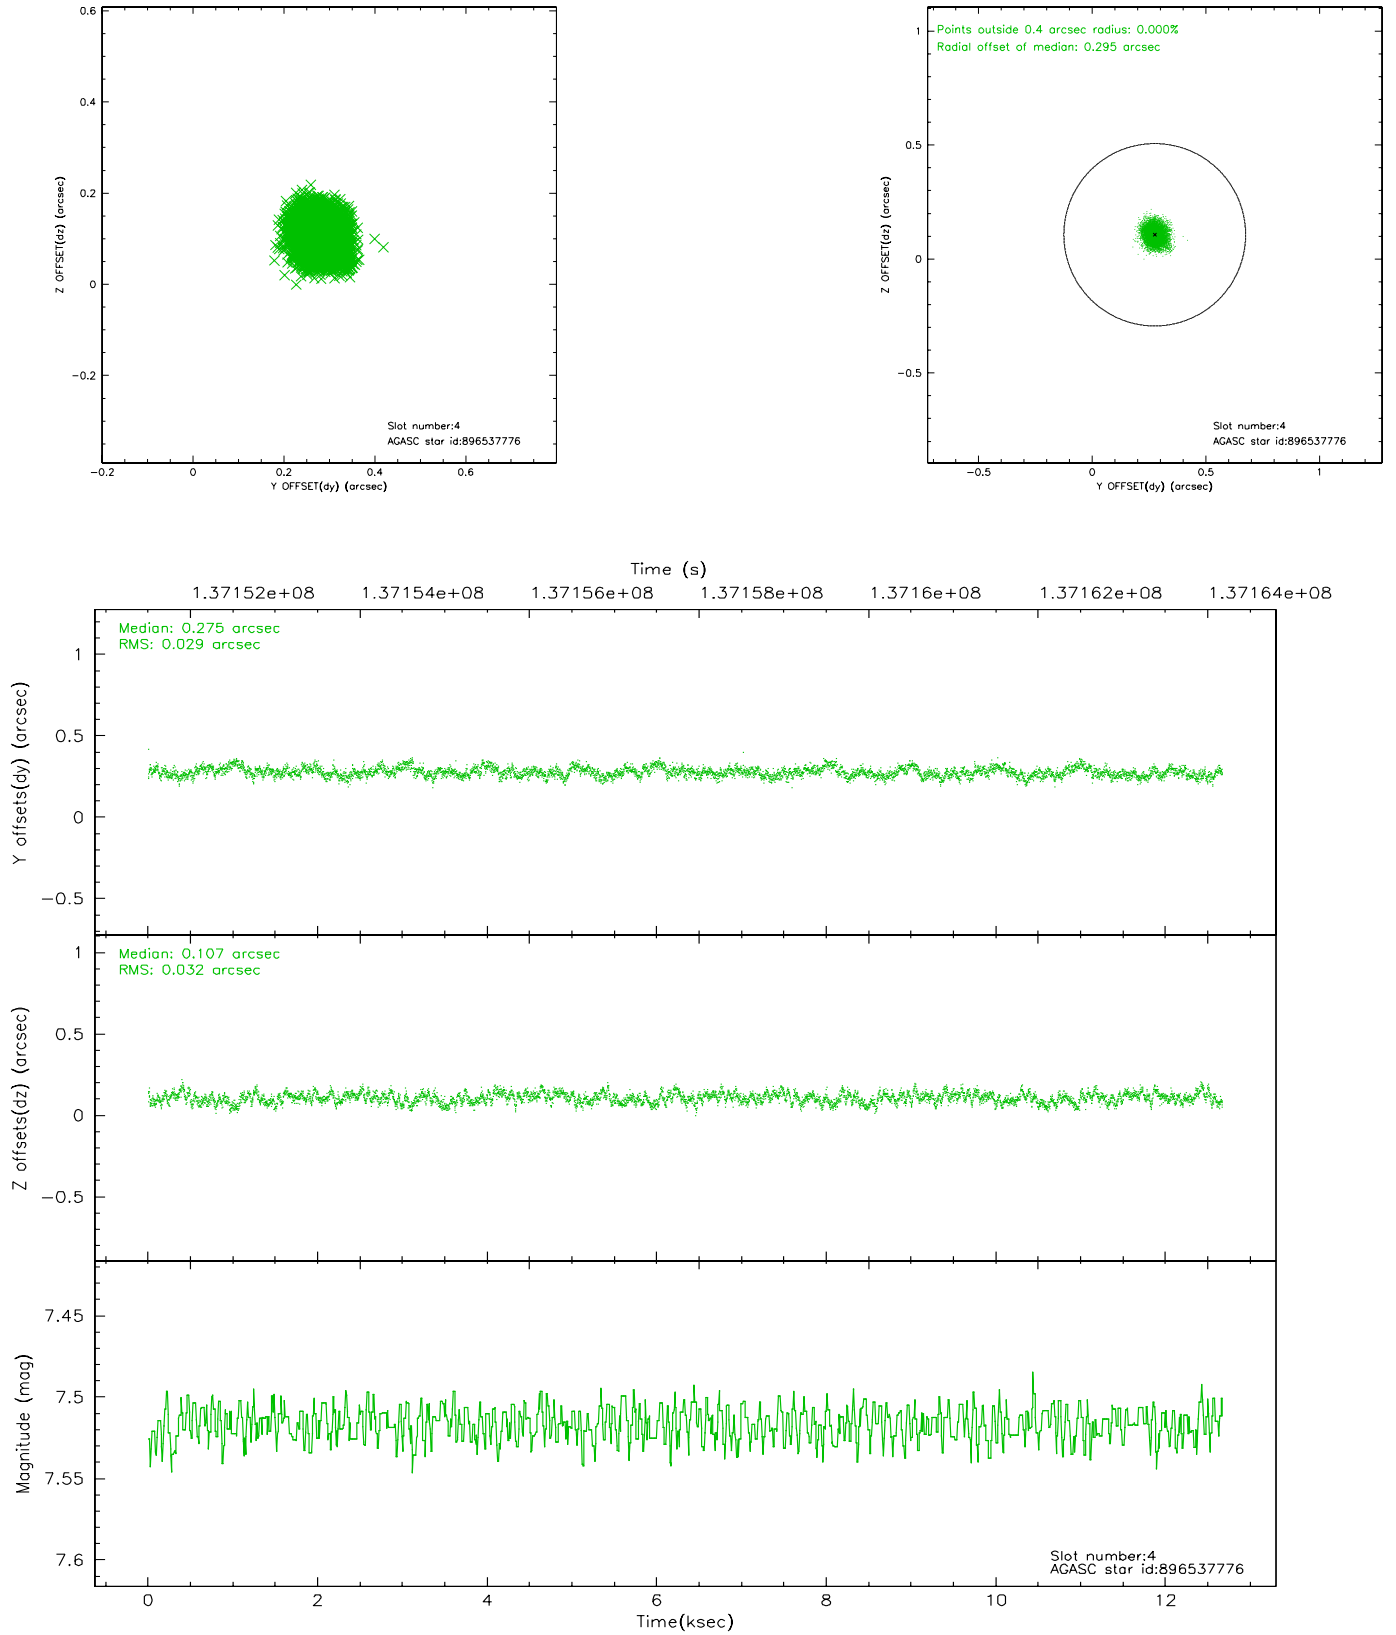 0.6
0.4
0.2
0
−0.2
Z OFFSET(dz) (arcsec)
Slot number:4
AGASC star id:896537776
−0.2 0 0.2 0.4 0.6
Y OFFSET(dy) (arcsec)
Points outside 0.4 arcsec radius: 0.000%
Radial offset of median: 0.295 arcsec
1
0.5
0
−0.5
Z OFFSET(dz) (arcsec)
Slot number:4
AGASC star id:896537776
−0.5 0 0.5 1
Y OFFSET(dy) (arcsec)
Time (s)
1.37152e+08 1.37154e+08 1.37156e+08 1.37158e+08 1.3716e+08 1.37162e+08 1.37164e+08
Median: 0.275 arcsec
RMS: 0.029 arcsec
1
0.5
0
−0.5
Y offsets(dy) (arcsec)
Median: 0.107 arcsec
RMS: 0.032 arcsec
1
0.5
0
−0.5
Z offsets(dz) (arcsec)
7.45
7.5
7.55
7.6
Magnitude (mag)
Slot number:4
AGASC star id:896537776
0 2 4 6 8 10 12
Time(ksec)